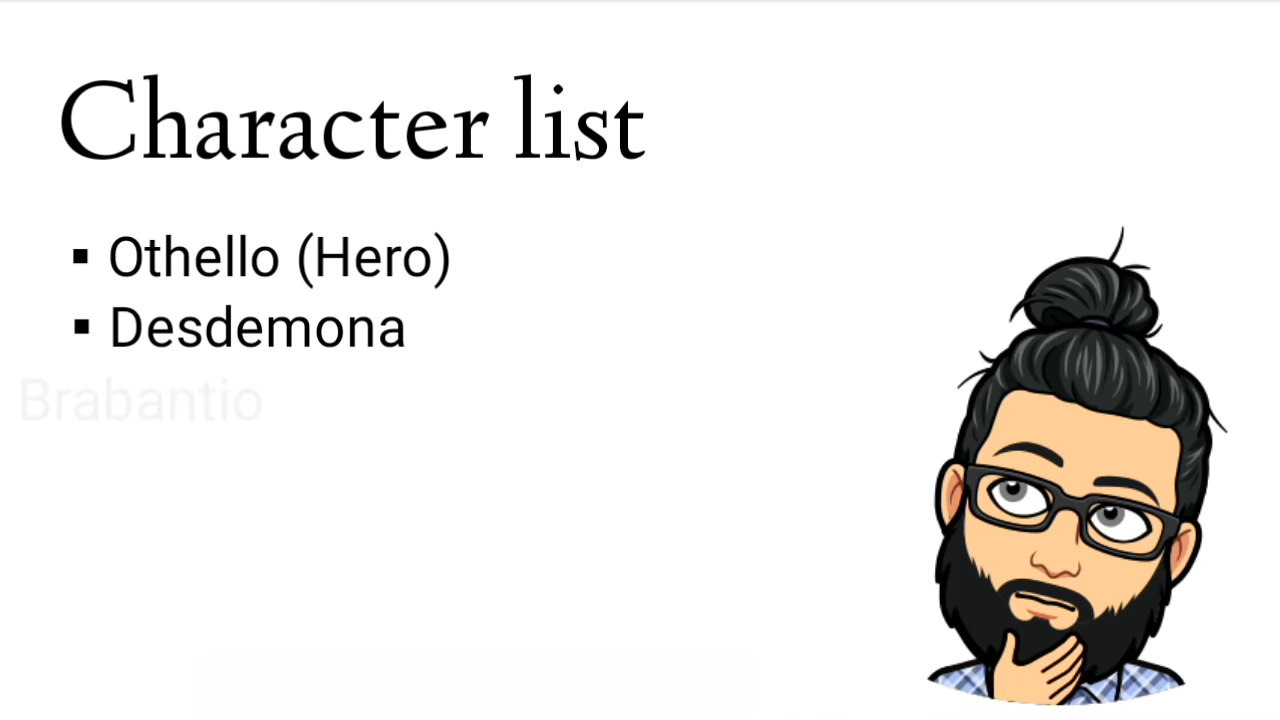 Character list
▪ Othello (Hero)
▪ Desdemona
Brabantio